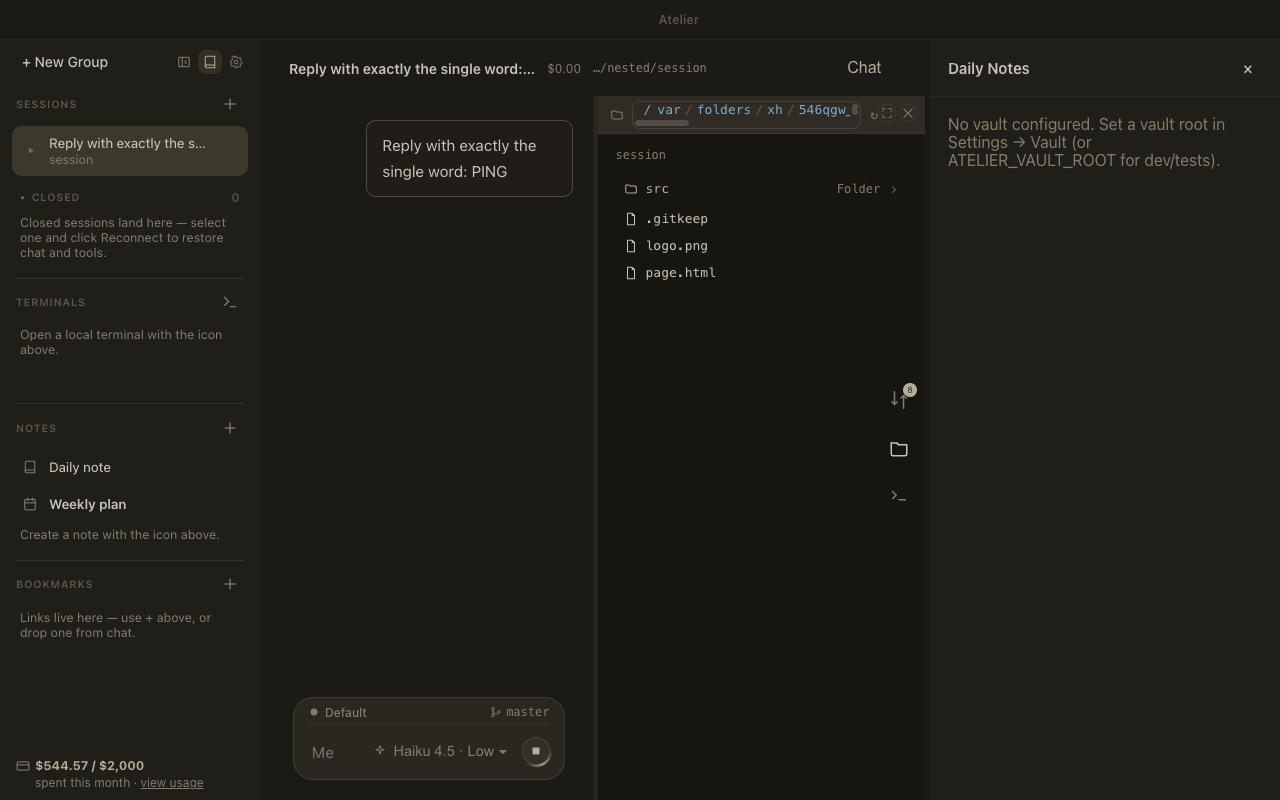 Atelier
+ New Group
SESSIONS
Reply with exactly the s...
session
CLOSED 0
Closed sessions land here — select
one and click Reconnect to restore
chat and tools.
TERMINALS
Open a local terminal with the icon
above.
NOTES
Daily note
Weekly plan
Create a note with the icon above.
BOOKMARKS
Links live here — use + above, or
drop one from chat.
$544.57 / $2,000
spent this month · view usage
Reply with exactly the single word:... $0.00 …/nested/session
Chat
Reply with exactly the
single word: PING
Default
master
Me
Haiku 4.5 · Low
/ var / folders / xh / 546qgw_
session
src Folder
.gitkeep
logo.png
page.html
8
Daily Notes
No vault configured. Set a vault root in
Settings → Vault (or
ATELIER_VAULT_ROOT for dev/tests).